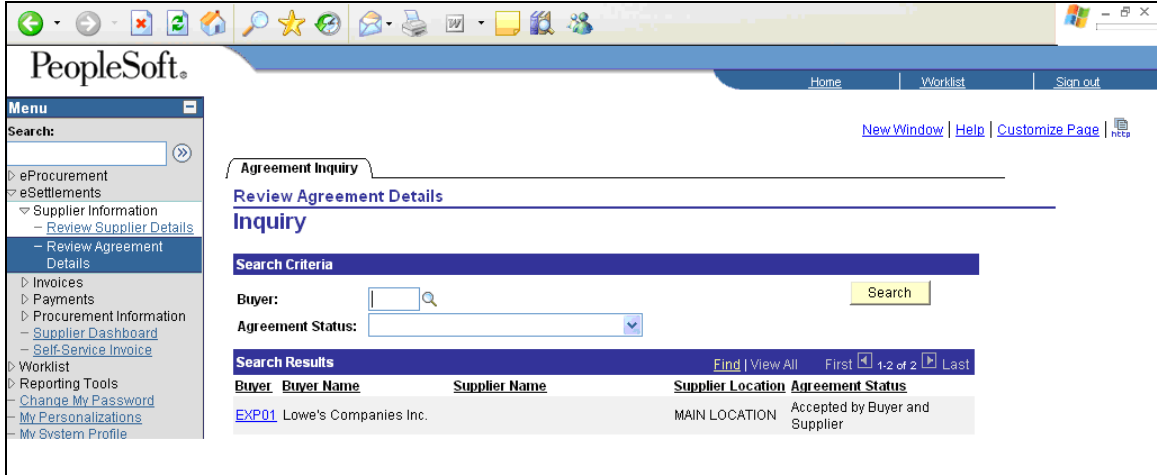 PeopleSoft®
Home Worklist Sign out
Menu
Search:
New Window | Help | Customize Page | http
eProcurement
eSettlements
Supplier Information
– Review Supplier Details
– Review Agreement
Details
Invoices
Payments
Procurement Information
– Supplier Dashboard
– Self-Service Invoice
Worklist
Reporting Tools
– Change My Password
– My Personalizations
– My System Profile
Agreement Inquiry
Review Agreement Details
Inquiry
Search Criteria
Buyer:
Search
Agreement Status:
Search Results Find | View All First 1-2 of 2 Last
Buyer Buyer Name Supplier Name Supplier Location Agreement Status
EXP01 Lowe's Companies Inc. MAIN LOCATION Accepted by Buyer and
Supplier